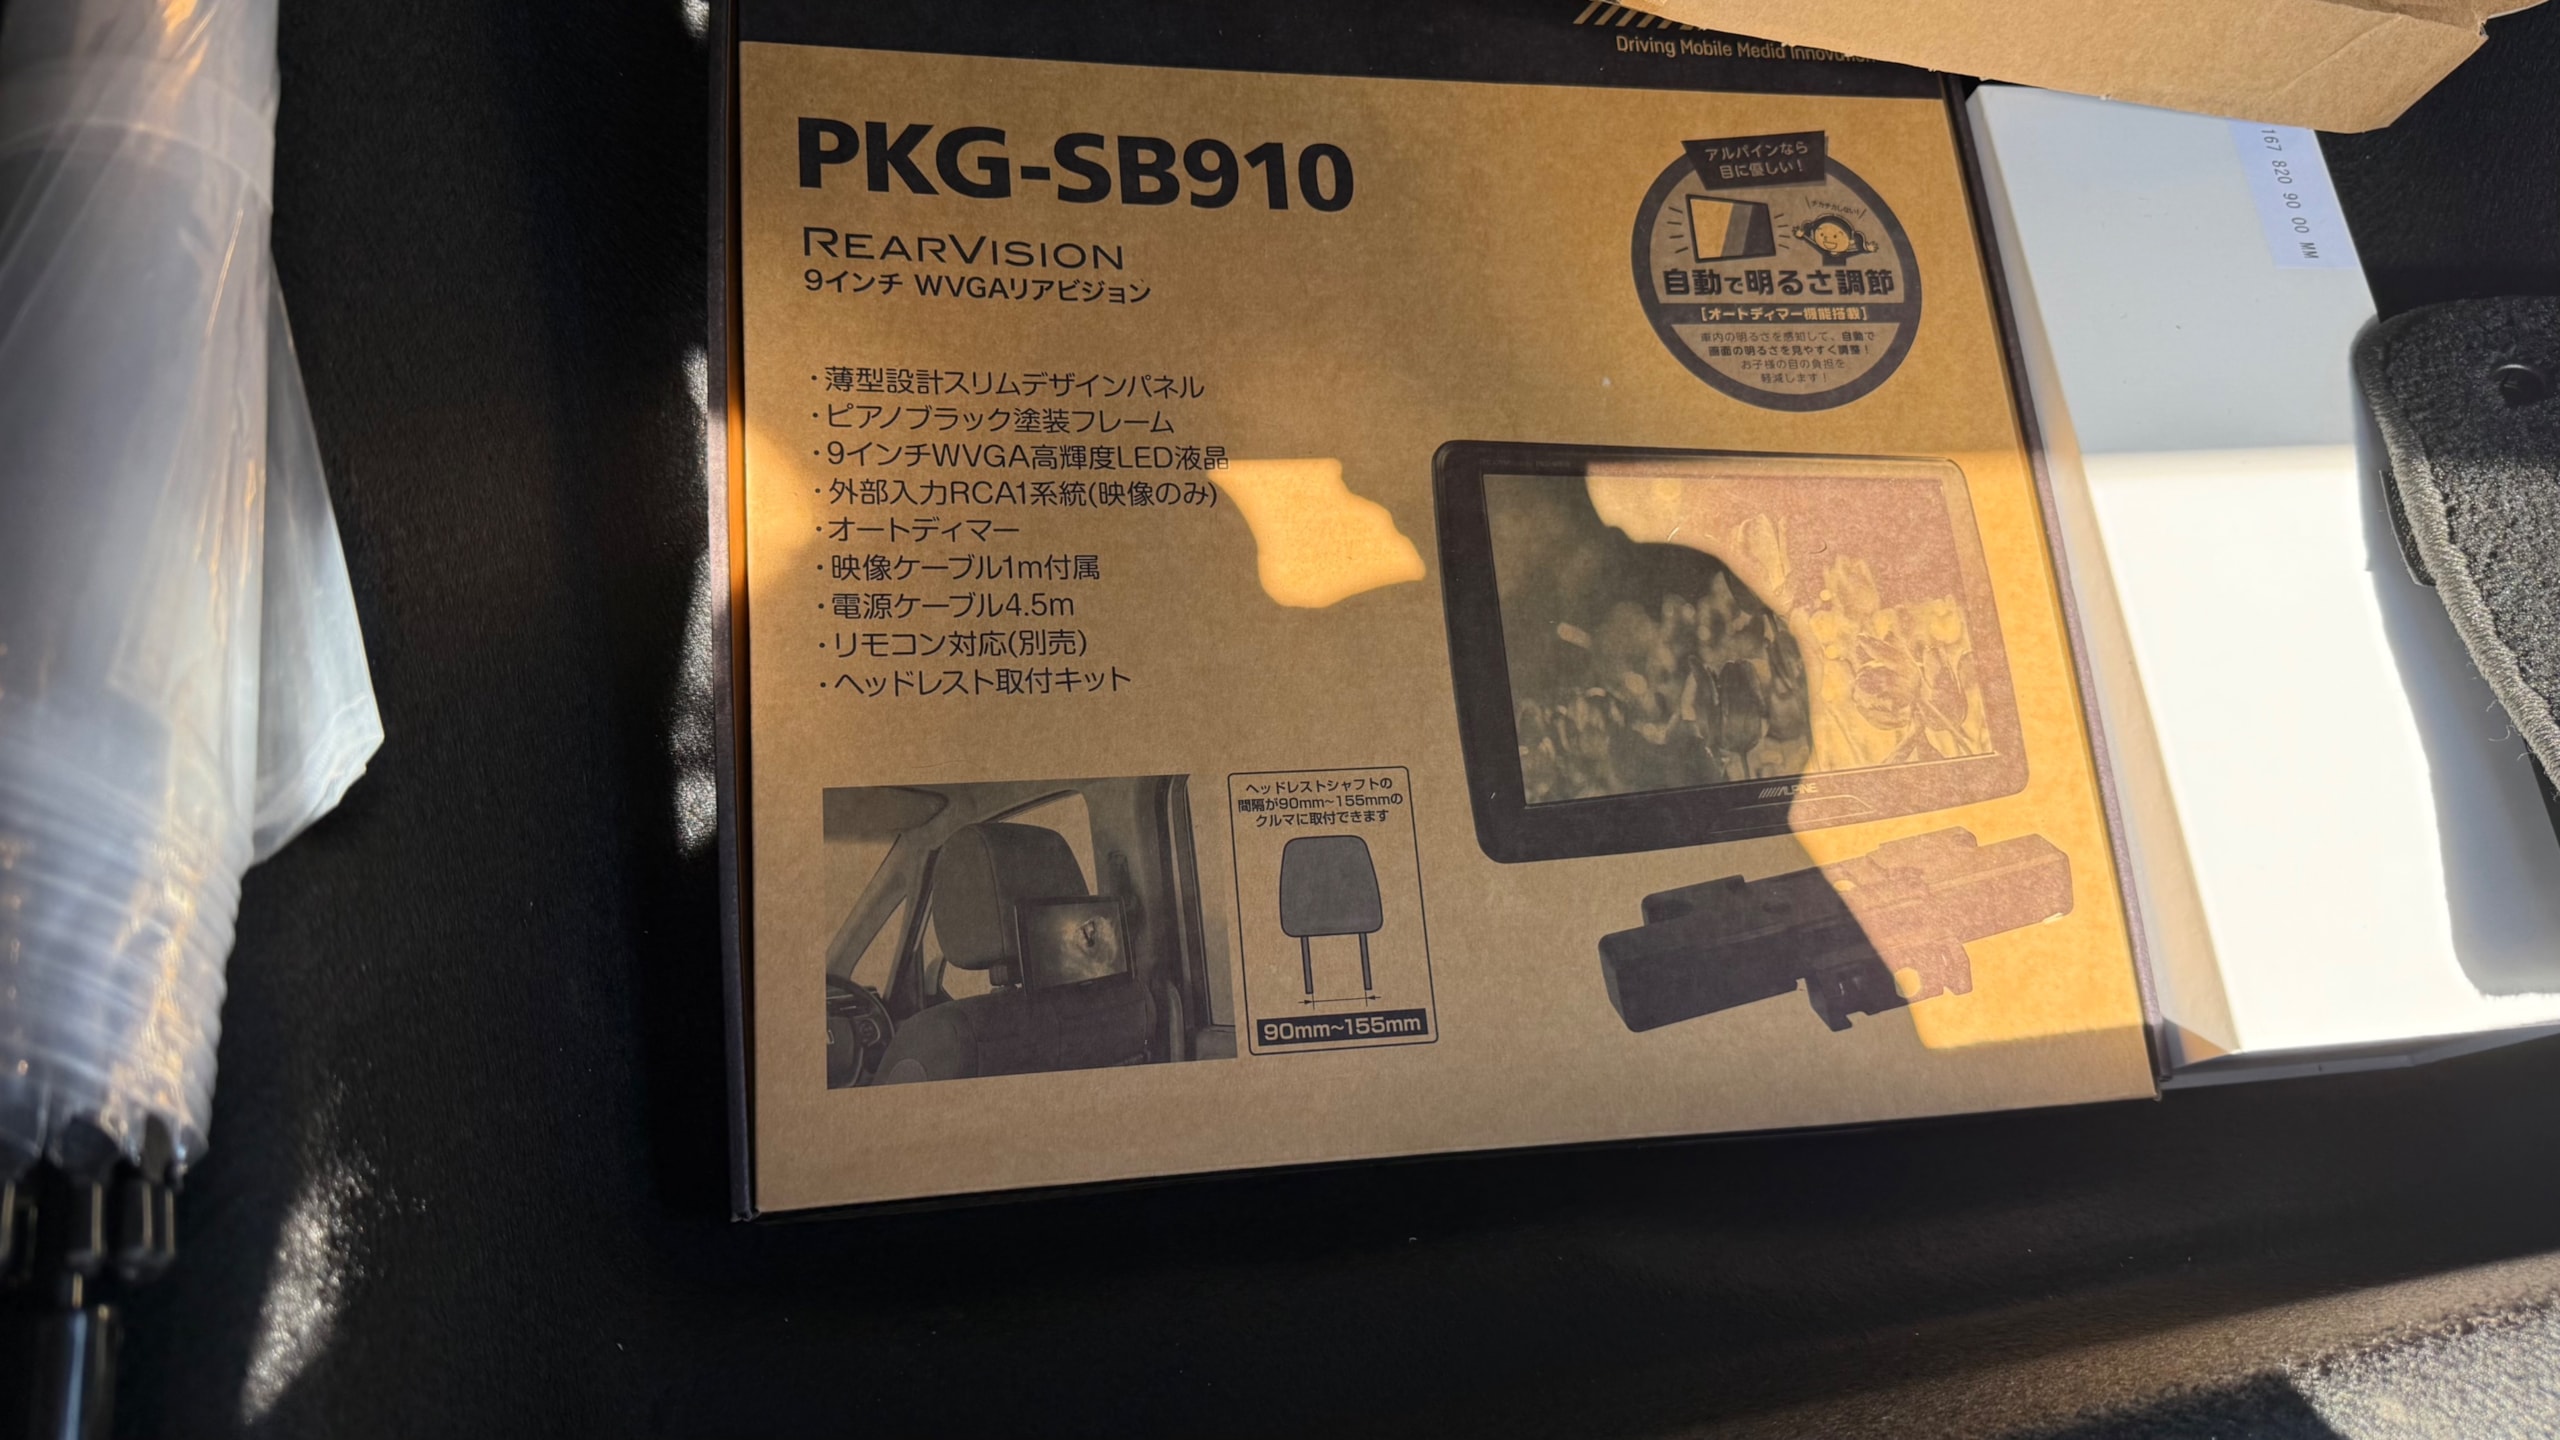 Driving Mobile Media Innovation
PKG-SB910
REARVISION
9インチ WVGAリアビジョン
・薄型設計スリムデザインパネル
・ピアノブラック塗装フレーム
・9インチWVGA高輝度LED液晶
・外部入力RCA1系統(映像のみ)
・オートディマー
・映像ケーブル1m付属
・電源ケーブル4.5m
・リモコン対応(別売)
・ヘッドレスト取付キット
アルパインなら
目に優しい!
チカチカしない!
自動で明るさ調節
[オートディマー機能搭載]
車内の明るさを感知して、自動で
画面の明るさを見やすく調整!
お子様の目の負担を
軽減します!
ALPINE
ヘッドレストシャフトの
間隔が90mm~155mmの
クルマに取付できます
90mm~155mm
167 820 90 00 MM